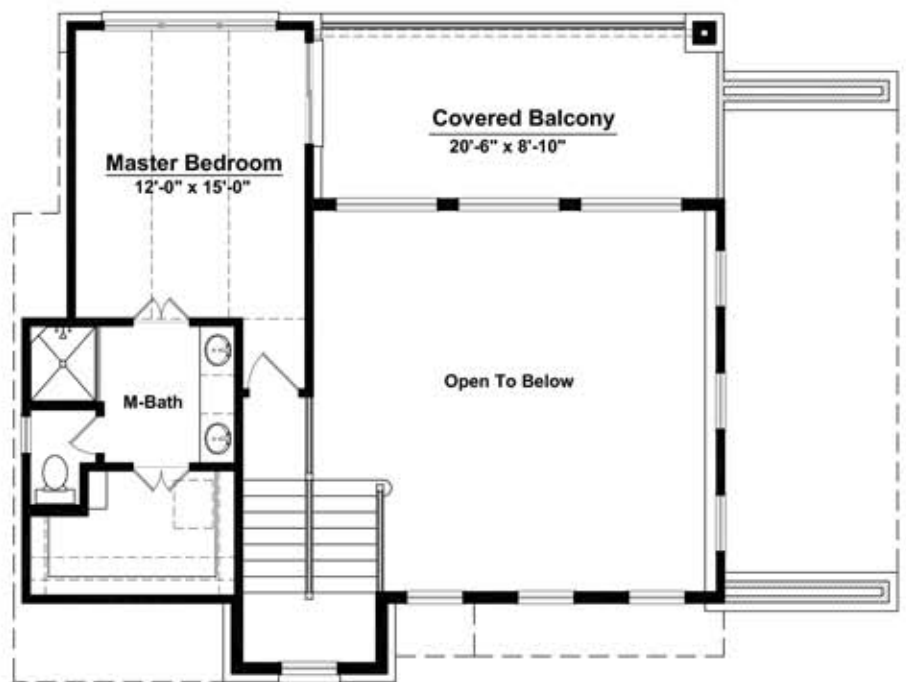 Covered Balcony
20'-6" x 8'-10"
Master Bedroom
12'-0" x 15'-0"
Open To Below
M-Bath